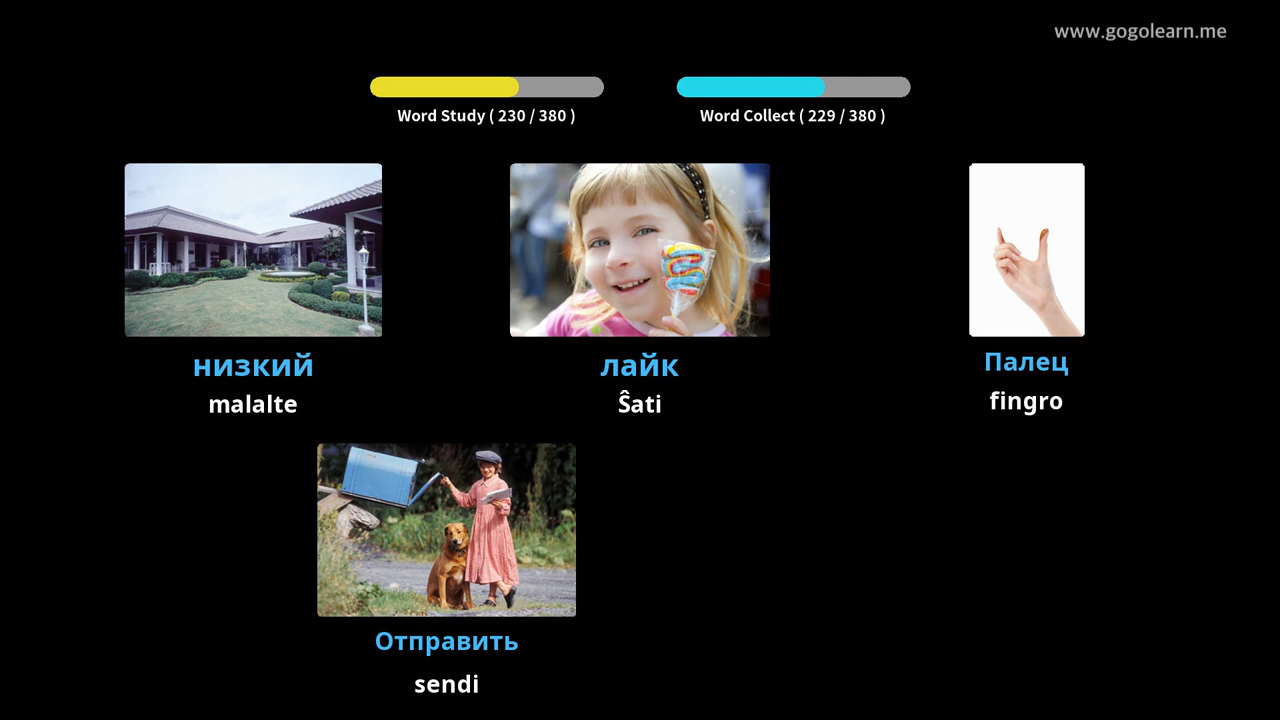 www.gogolearn.me
Word Study ( 230 / 380 )
Word Collect ( 229 / 380 )
низкий
malalte
лайк
Ŝati
Палец
fingro
Отправить
sendi